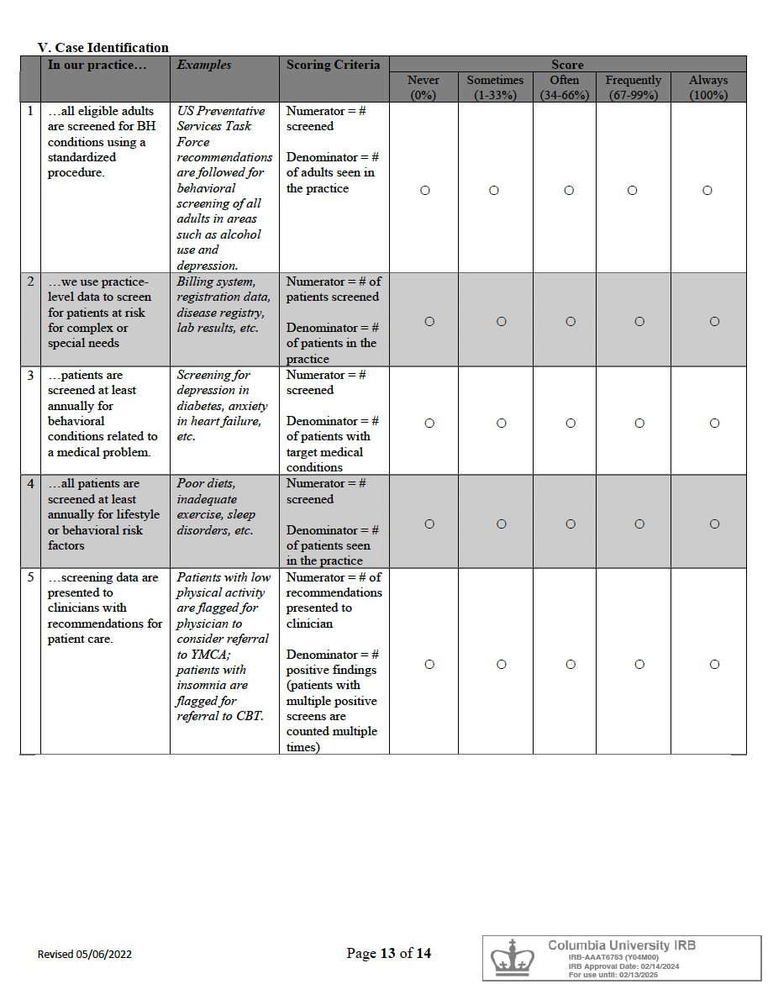 V. Case Identification
In our practice…
Examples
Scoring Criteria
Score
Never
(0%)
Sometimes
(1-33%)
Often
(34-66%)
Frequently
(67-99%)
Always
(100%)
1
…all eligible adults
are screened for BH
conditions using a
standardized
procedure.
US Preventative
Services Task
Force
recommendations
are followed for
behavioral
screening of all
adults in areas
such as alcohol
use and
depression.
Numerator = #
screened
Denominator = #
of adults seen in
the practice
2
…we use practice-
level data to screen
for patients at risk
for complex or
special needs
Billing system,
registration data,
disease registry,
lab results, etc.
Numerator = # of
patients screened
Denominator = #
of patients in the
practice
3
…patients are
screened at least
annually for
behavioral
conditions related to
a medical problem.
Screening for
depression in
diabetes, anxiety
in heart failure,
etc.
Numerator = #
screened
Denominator = #
of patients with
target medical
conditions
4
…all patients are
screened at least
annually for lifestyle
or behavioral risk
factors
Poor diets,
inadequate
exercise, sleep
disorders, etc.
Numerator = #
screened
Denominator = #
of patients seen
in the practice
5
…screening data are
presented to
clinicians with
recommendations for
patient care.
Patients with low
physical activity
are flagged for
physician to
consider referral
to YMCA;
patients with
insomnia are
flagged for
referral to CBT.
Numerator = # of
recommendations
presented to
clinician
Denominator = #
positive findings
(patients with
multiple positive
screens are
counted multiple
times)
Revised 05/06/2022
Page 13 of 14
Columbia University IRB
IRB-AAAT6753 (Y04M00)
IRB Approval Date: 02/14/2024
For use until: 02/13/2025